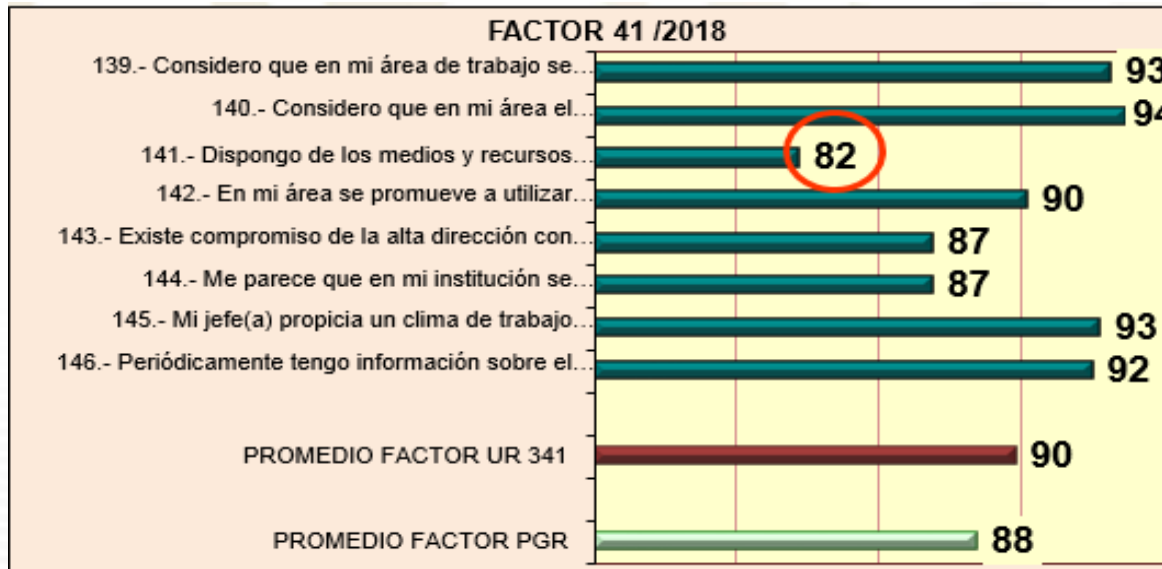 FACTOR 41 /2018
139.- Considero que en mi área de trabajo se... 93
140.- Considero que en mi área el... 94
141.- Dispongo de los medios y recursos... 82
142.- En mi área se promueve a utilizar... 90
143.- Existe compromiso de la alta dirección con... 87
144.- Me parece que en mi institución se... 87
145.- Mi jefe(a) propicia un clima de trabajo... 93
146.- Periódicamente tengo información sobre el... 92
PROMEDIO FACTOR UR 341 90
PROMEDIO FACTOR PGR 88